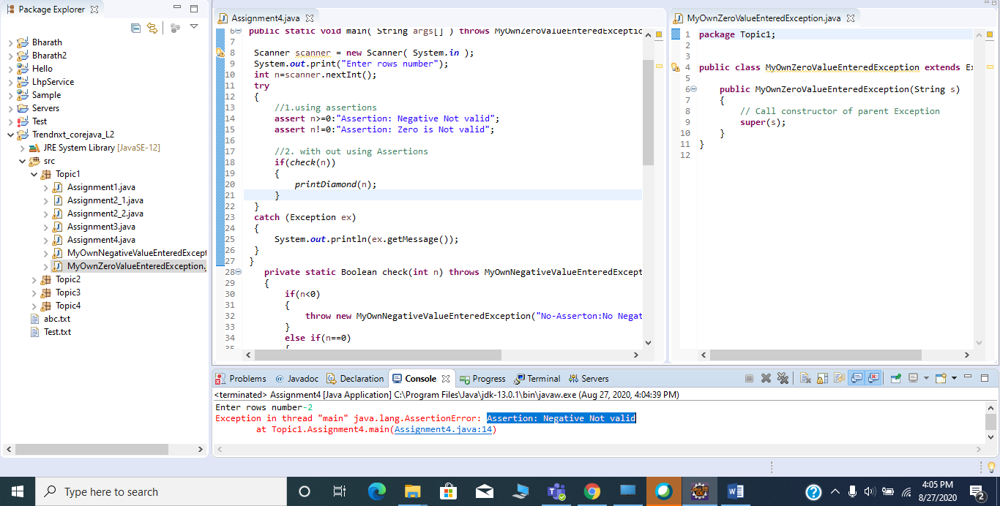 Package Explorer
Bharath
Bharath2
Hello
LhpService
Sample
Servers
Test
Trendnxt_corejava_L2
JRE System Library [JavaSE-12]
src
Topic1
Assignment1.java
Assignment2_1.java
Assignment2_2.java
Assignment3.java
Assignment4.java
MyOwnNegativeValueEnteredExcept
MyOwnZeroValueEnteredException.
Topic2
Topic3
Topic4
abc.txt
Test.txt
Assignment4.java
6 public static void main( String args[] ) throws MyOwnZeroValueEnteredExceptio
7
8 Scanner scanner = new Scanner( System.in );
9 System.out.print("Enter rows number");
10 int n=scanner.nextInt();
11 try
12 {
13 //1.using assertions
14 assert n>=0:"Assertion: Negative Not valid";
15 assert n!=0:"Assertion: Zero is Not valid";
16
17 //2. with out using Assertions
18 if(check(n))
19 {
20 printDiamond(n);
21 }
22 }
23 catch (Exception ex)
24 {
25 System.out.println(ex.getMessage());
26 }
27 }
28 private static Boolean check(int n) throws MyOwnNegativeValueEnteredExcept
29 {
30 if(n<0)
31 {
32 throw new MyOwnNegativeValueEnteredException("No-Asserton:No Negat
33 }
34 else if(n==0)
35 {
MyOwnZeroValueEnteredException.java
1 package Topic1;
2
3
4 public class MyOwnZeroValueEnteredException extends Ex
5
6 public MyOwnZeroValueEnteredException(String s)
7 {
8 // Call constructor of parent Exception
9 super(s);
10 }
11 }
12
Problems @ Javadoc Declaration Console Progress Terminal Servers
<terminated> Assignment4 [Java Application] C:\Program Files\Java\jdk-13.0.1\bin\javaw.exe (Aug 27, 2020, 4:04:39 PM)
Enter rows number-2
Exception in thread "main" java.lang.AssertionError: Assertion: Negative Not valid
at Topic1.Assignment4.main(Assignment4.java:14)
Type here to search
4:05 PM
8/27/2020
2